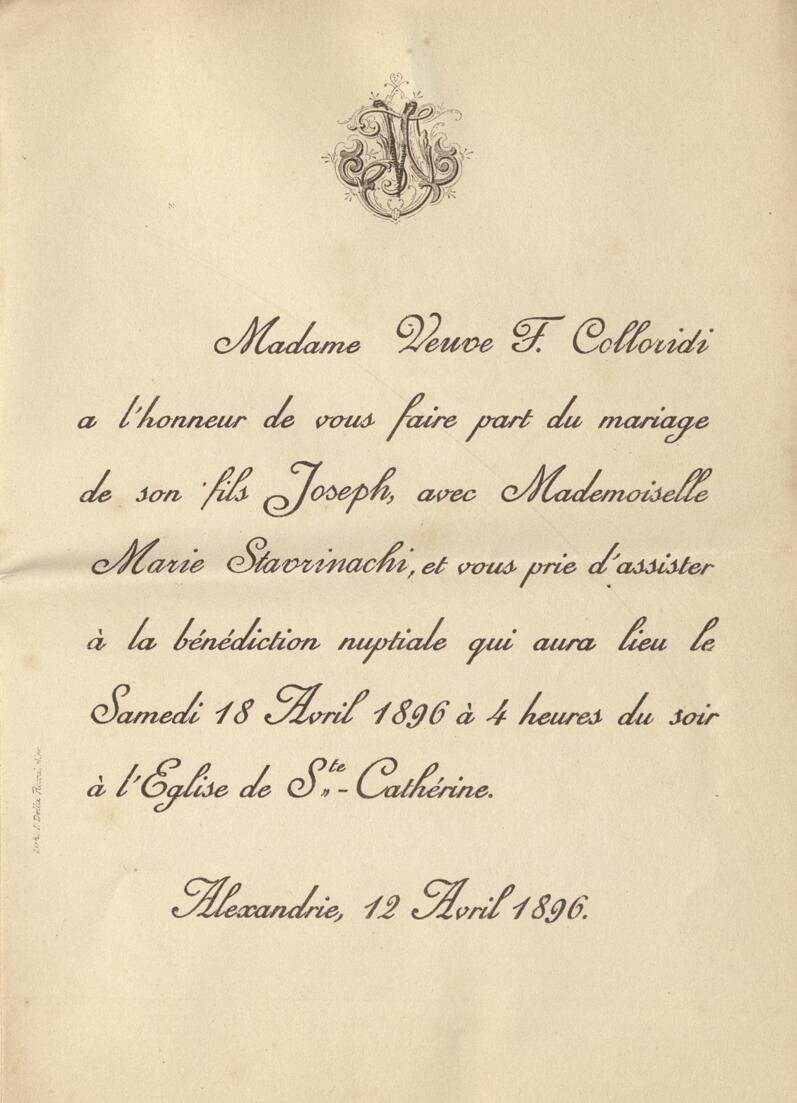 Madame Veuve F. Colloridi
a l'honneur de vous faire part du mariage
de son fils Joseph, avec Mademoiselle
Marie Stavrinachi, et vous prie d'assister
à la bénédiction nuptiale qui aura lieu le
Samedi 18 Avril 1896 à 4 heures du soir
à l'Eglise de Ste - Cathérine.
Alexandrie, 12 Avril 1896.